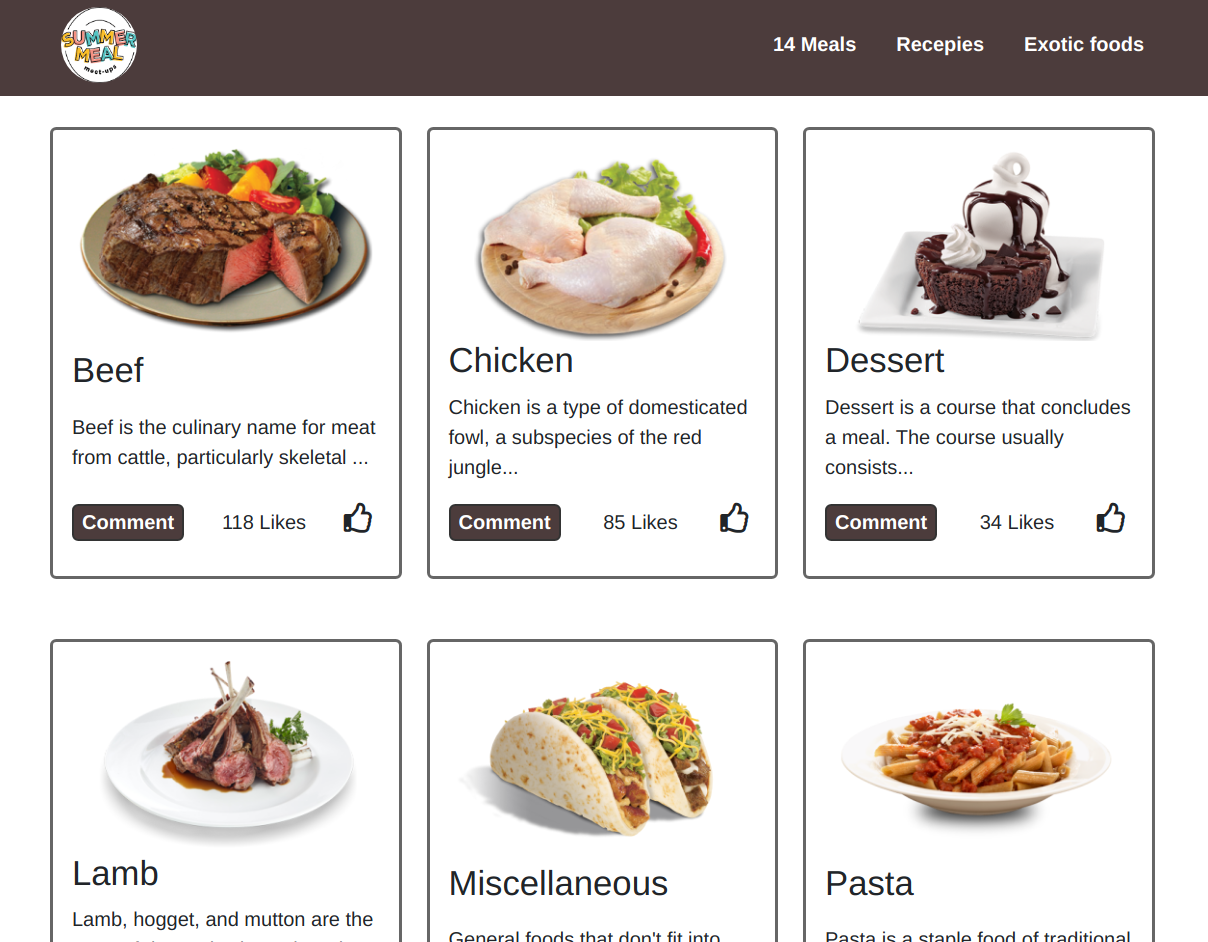 SUMMER
MEAL
meet-ups
14 Meals
Recepies
Exotic foods
Beef
Beef is the culinary name for meat
from cattle, particularly skeletal ...
Comment
118 Likes
Chicken
Chicken is a type of domesticated
fowl, a subspecies of the red
jungle...
Comment
85 Likes
Dessert
Dessert is a course that concludes
a meal. The course usually
consists...
Comment
34 Likes
Lamb
Lamb, hogget, and mutton are the
Miscellaneous
General foods that don't fit into
Pasta
Pasta is a staple food of traditional